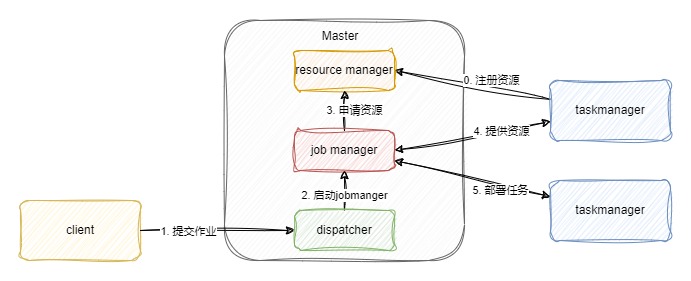 Master
resource manager
0. 注册资源
taskmanager
3. 申请资源
4. 提供资源
job manager
5. 部署任务
2. 启动jobmanger
taskmanager
client
1. 提交作业
dispatcher